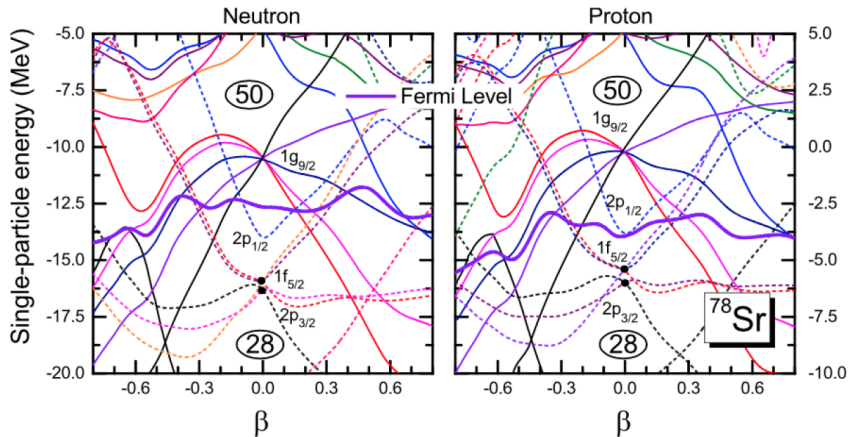 Neutron
Proton
Single-particle energy (MeV)
-5.0
-7.5
-10.0
-12.5
-15.0
-17.5
-20.0
50
Fermi Level
1g9/2
2p1/2
1f5/2
2p3/2
28
-0.6 -0.3 0.0 0.3 0.6
β
50
1g9/2
2p1/2
1f5/2
2p3/2
28
78Sr
-0.6 -0.3 0.0 0.3 0.6
β
5.0
2.5
0.0
-2.5
-5.0
-7.5
-10.0